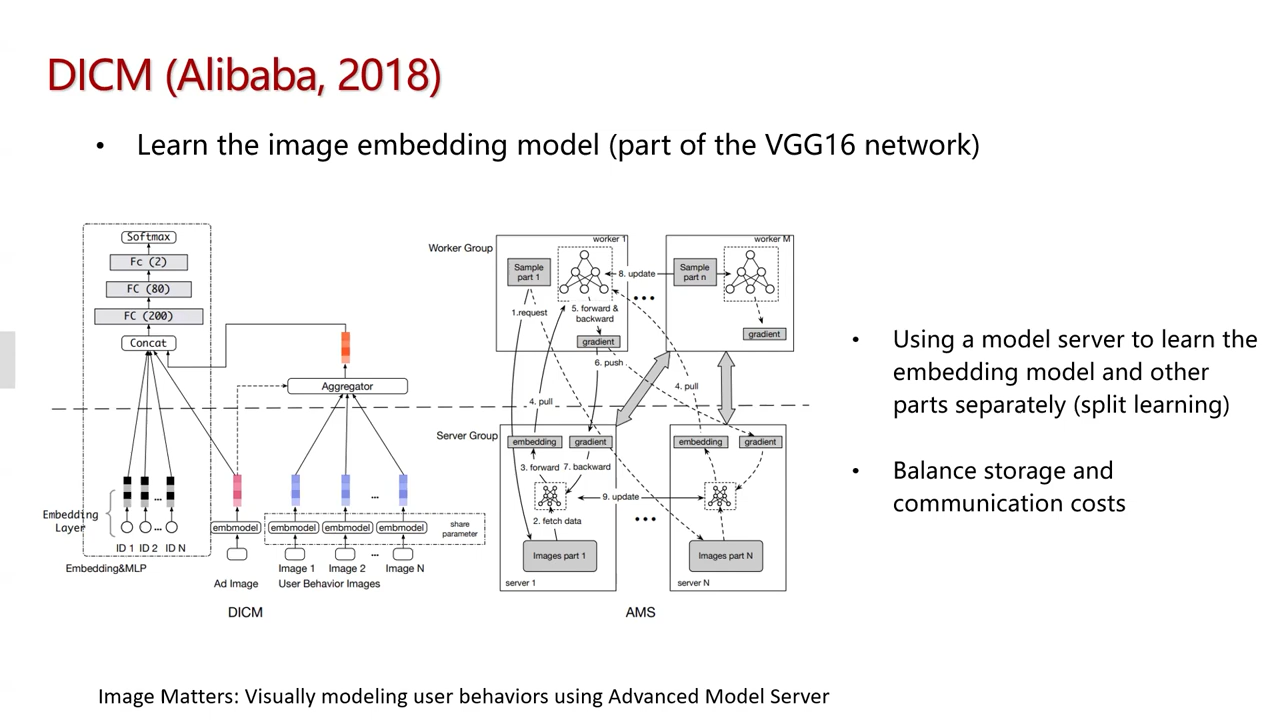 DICM (Alibaba, 2018)
• Learn the image embedding model (part of the VGG16 network)
Softmax
Fc (2)
FC (80)
FC (200)
Concat
Aggregator
Embedding
Layer
ID 1 ID 2 ID N
...
Embedding&MLP
embmodel
embmodel
embmodel
embmodel
share
parameter
...
Image 1 Image 2 Image N
...
Ad Image
User Behavior Images
DICM
Worker Group
worker 1
worker M
Sample
part 1
Sample
part n
8. update
1.request
5. forward &
backward
gradient
gradient
6. push
4. pull
4. pull
Server Group
embedding
gradient
embedding
gradient
3. forward
7. backward
9. update
2. fetch data
Images part 1
Images part N
server 1
server N
AMS
• Using a model server to learn the
embedding model and other
parts separately (split learning)
• Balance storage and
communication costs
Image Matters: Visually modeling user behaviors using Advanced Model Server